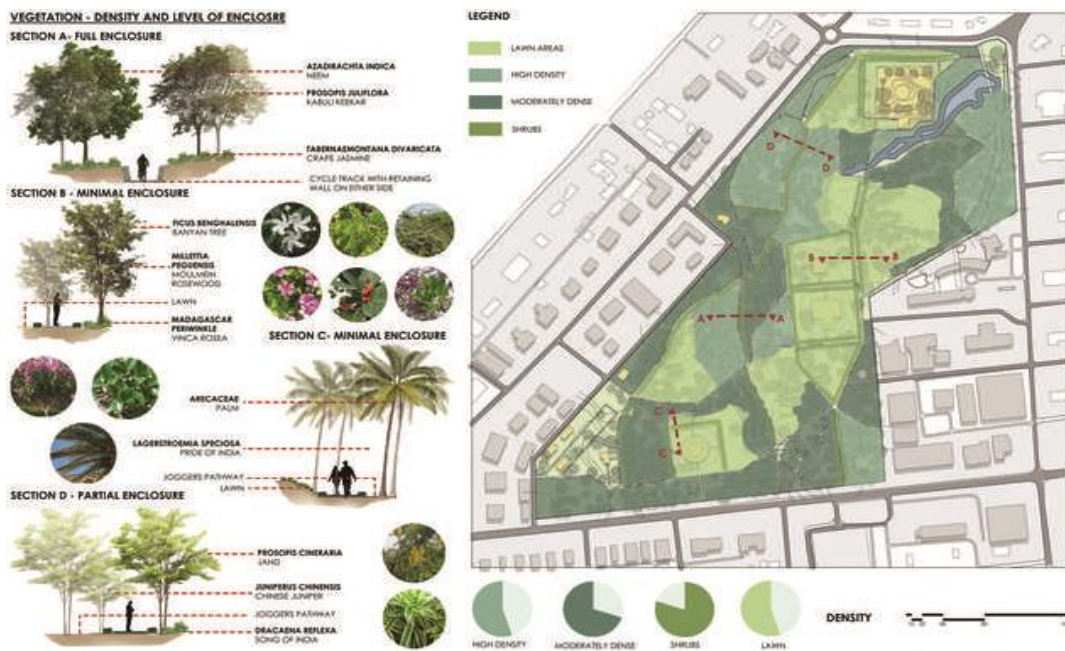 VEGETATION - DENSITY AND LEVEL OF ENCLOSRE
SECTION A- FULL ENCLOSURE
AZADIRACHTA INDICA
NEEM
PROSOPIS JULIFLORA
KABULI KEEKAR
TABERNAEMONTANA DIVARICATA
CRAPE JASMINE
CYCLE TRACK WITH RETAINING
WALL ON EITHER SIDE
SECTION B - MINIMAL ENCLOSURE
FICUS BENGHALENSIS
BANYAN TREE
MILLETTIA
PEGUENSIS
MOULMEIN
ROSEWOOD
LAWN
MADAGASCAR
PERIWINKLE
VINCA ROSEA
SECTION C- MINIMAL ENCLOSURE
ARECACEAE
PALM
LAGERSTROEMIA SPECIOSA
PRIDE OF INDIA
JOGGERS PATHWAY
LAWN
SECTION D - PARTIAL ENCLOSURE
PROSOPIS CINERARIA
JAND
JUNIPERUS CHINENSIS
CHINESE JUNIPER
JOGGERS PATHWAY
DRACAENA REFLEXA
SONG OF INDIA
LEGEND
LAWN AREAS
HIGH DENSITY
MODERATELY DENSE
SHRUBS
D
D
B B
A A
C
C
HIGH DENSITY
MODERATELY DENSE
SHRUBS
LAWN
DENSITY